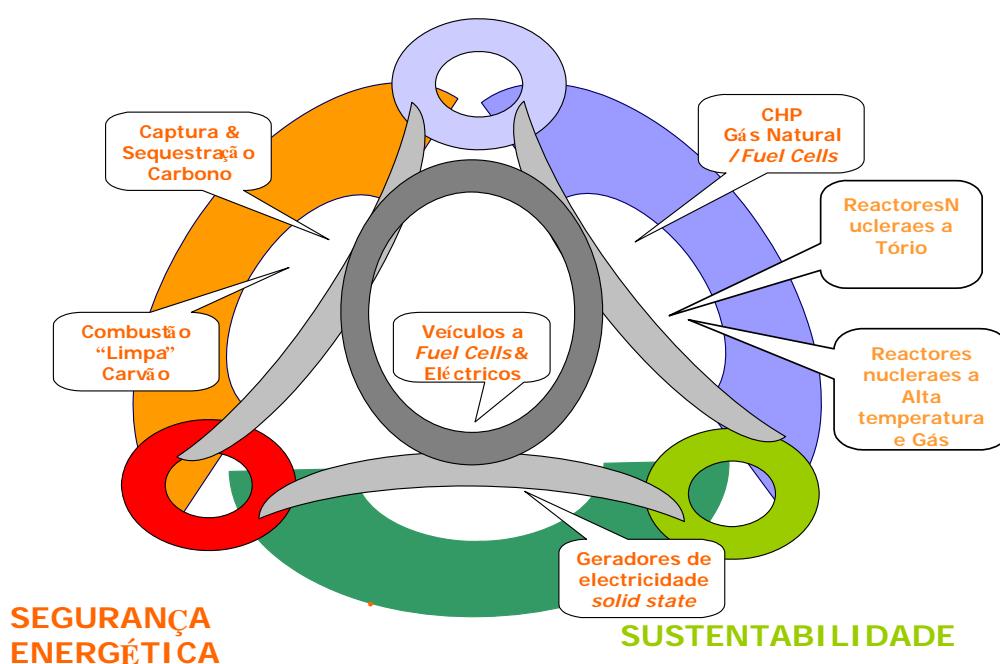 Captura &
Sequestração
Carbono
CHP
Gás Natural
/Fuel Cells
ReactoresN
ucleraes a
Tório
Combustão
“Limpa”
Carvão
Veículos a
Fuel Cells &
Eléctricos
Reactores
nucleraes a
Alta
temperatura
e Gás
Geradores de
electricidade
solid state
SEGURANÇA
ENERGÉTICA
SUSTENTABILIDADE